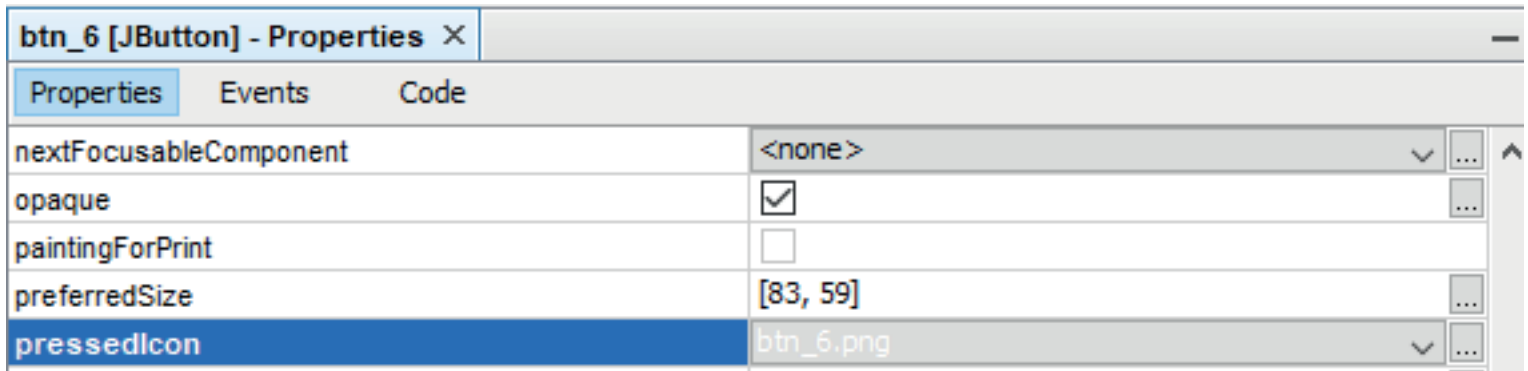 btn_6 [JButton] - Properties ×
Properties Events Code
nextFocusableComponent <none> ...
opaque ...
paintingForPrint
preferredSize [83, 59] ...
pressedIcon btn_6.png ...